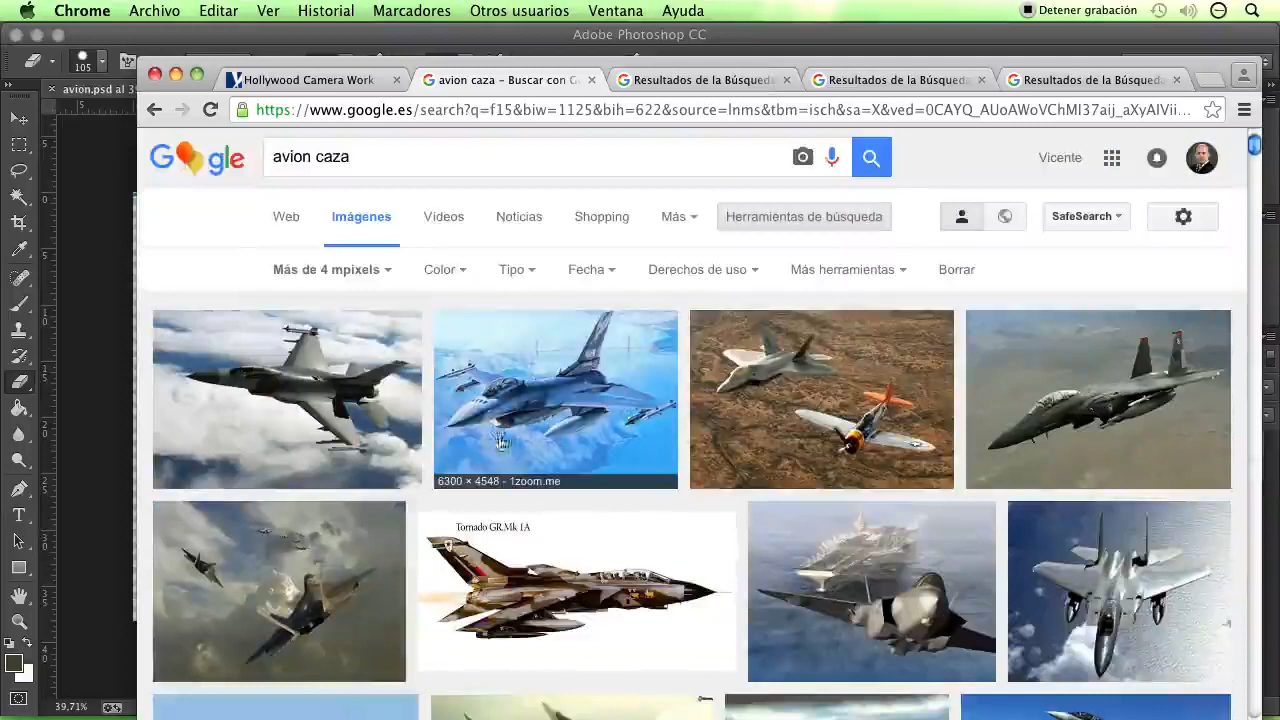 Chrome Archivo Editar Ver Historial Marcadores Otros usuarios Ventana Ayuda Detener grabación
Adobe Photoshop CC
105
avion.psd al 3
Hollywood Camera Work
avion caza – Buscar con G
Resultados de la Búsqueda
Resultados de la Búsqueda
Resultados de la Búsqueda
https://www.google.es/search?q=f15&biw=1125&bih=622&source=lnms&tbm=isch&sa=X&ved=0CAYQ_AUoAWoVChMI37aij_aXyAIVii...
G gle
avion caza
Vicente
Web Imágenes Vídeos Noticias Shopping Más Herramientas de búsqueda SafeSearch
Más de 4 mpixels Color Tipo Fecha Derechos de uso Más herramientas Borrar
6300 × 4548 - 1zoom.me
Tornado GR.Mk 1A
39,71%